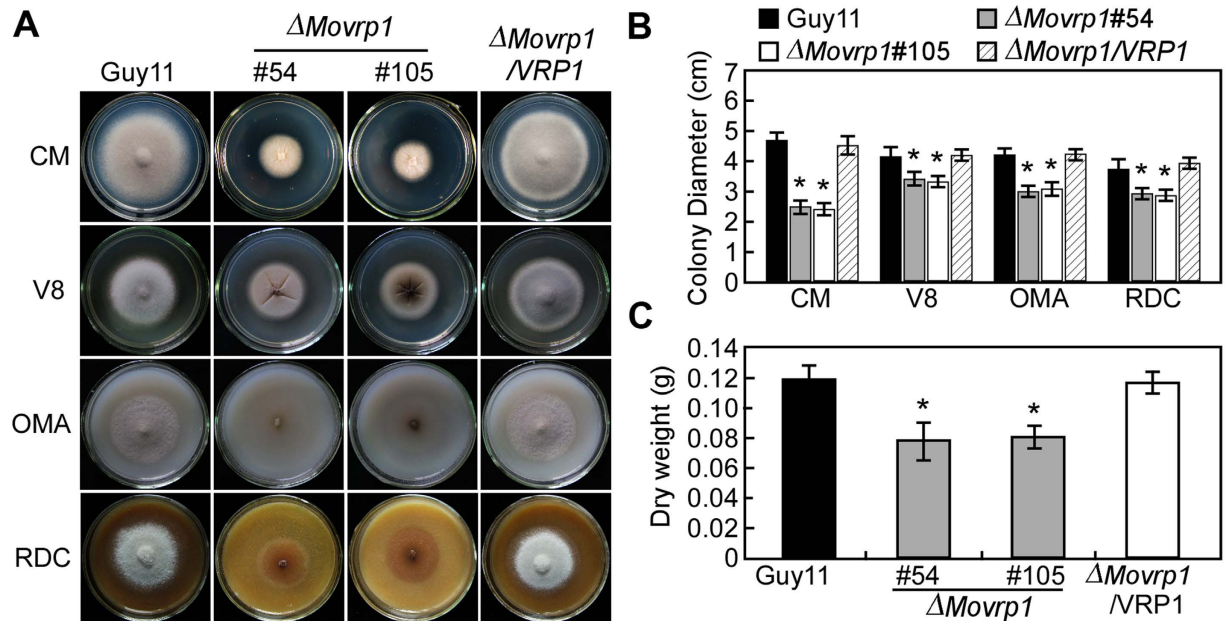 A
ΔMovrp1
ΔMovrp1
/VRP1
Guy11
#54
#105
CM
V8
OMA
RDC
B
Guy11
ΔMovrp1#54
ΔMovrp1#105
ΔMovrp1/VRP1
Colony Diameter (cm)
7
6
5
4
3
2
1
0
* * * * * * * *
CM V8 OMA RDC
C
Dry weight (g)
0.14
0.12
0.10
0.08
0.06
0.04
0.02
0
* *
Guy11 #54 #105 ΔMovrp1
ΔMovrp1 /VRP1